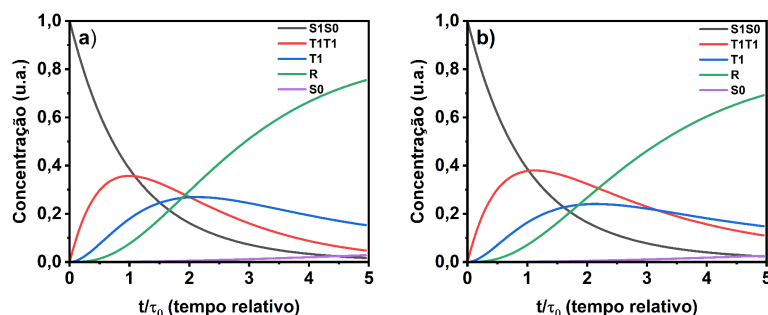 a)
S1S0
T1T1
T1
R
S0
1,0
0,8
0,6
0,4
0,2
0,0
Concentração (u.a.)
0 1 2 3 4 5
t/τ0 (tempo relativo)
b)
S1S0
T1T1
T1
R
S0
1,0
0,8
0,6
0,4
0,2
0,0
Concentração (u.a.)
0 1 2 3 4 5
t/τ0 (tempo relativo)